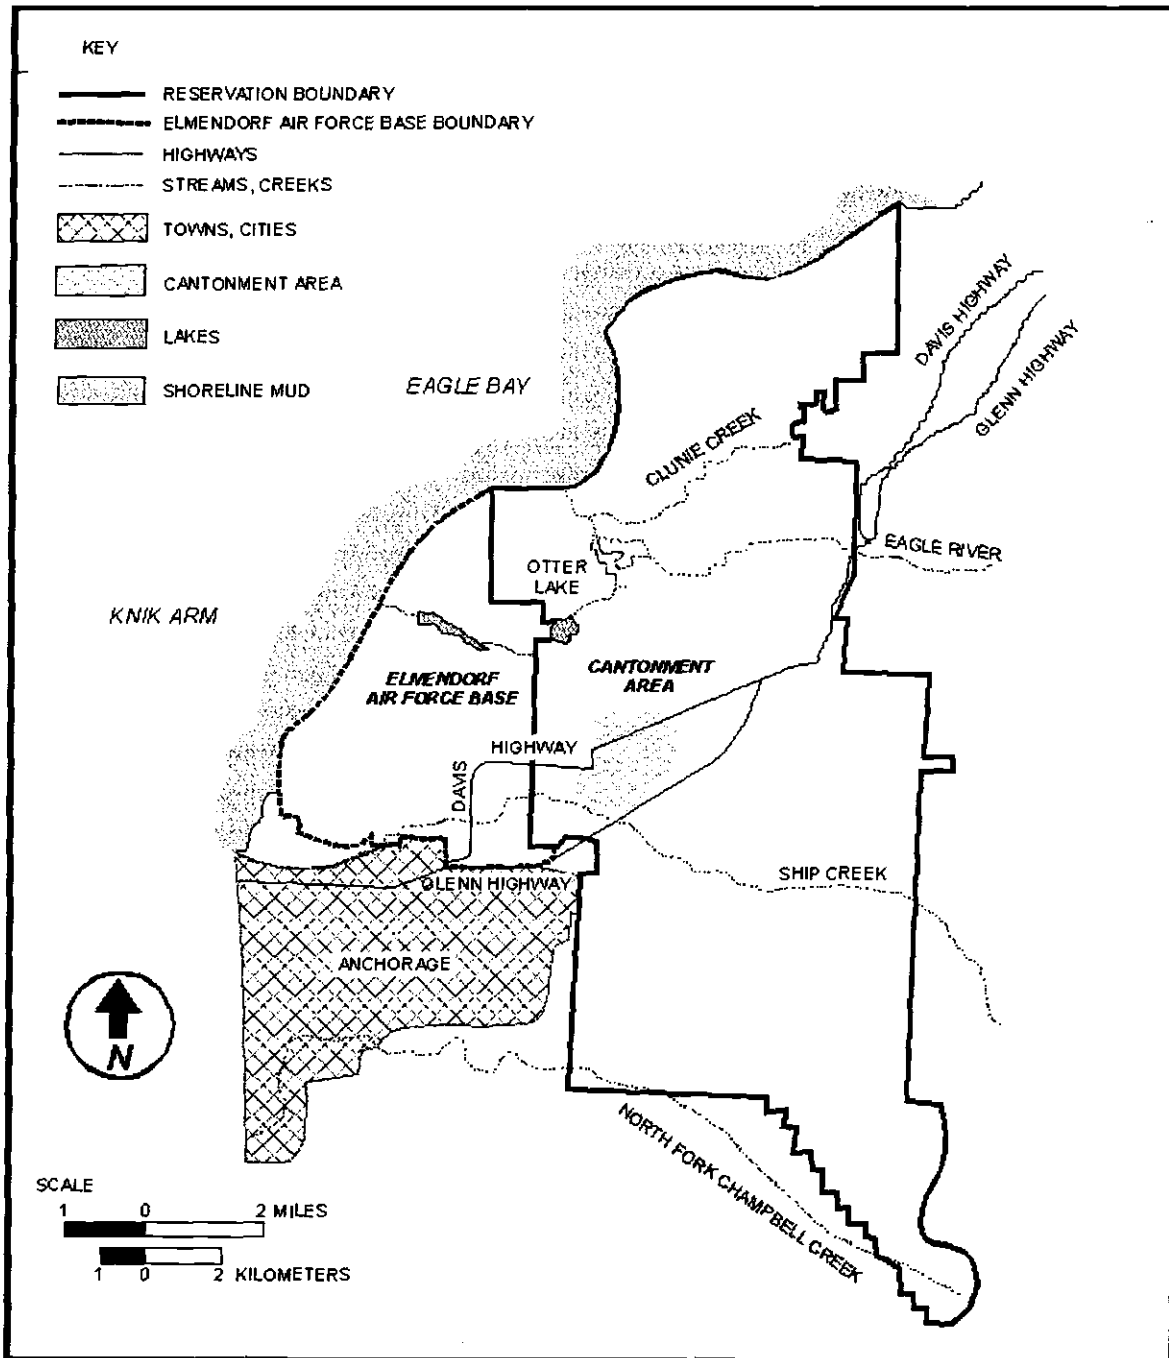 KEY
RESERVATION BOUNDARY
ELMENDORF AIR FORCE BASE BOUNDARY
HIGHWAYS
STREAMS, CREEKS
TOWNS, CITIES
CANTONMENT AREA
LAKES
SHORELINE MUD
DAVIS HIGHWAY
GLENN HIGHWAY
EAGLE BAY
CLUNIE CREEK
EAGLE RIVER
OTTER
LAKE
KNIK ARM
CANTONMENT
AREA
ELMENDORF
AIR FORCE BASE
HIGHWAY
DAVIS
SHIP CREEK
GLENN HIGHWAY
ANCHORAGE
N
NORTH FORK CHAMPBELL CREEK
SCALE
1 0 2 MILES
1 0 2 KILOMETERS